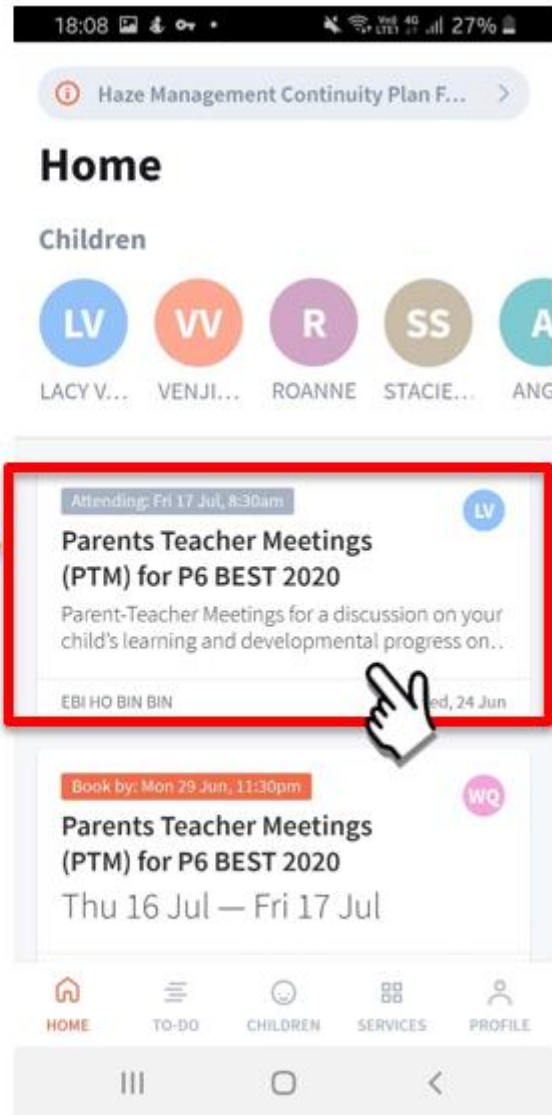 18:08 27%
Haze Management Continuity Plan F...
Home
Children
LV VV R SS A
LACY V... VENJI... ROANNE STACIE... ANG
Attending: Fri 17 Jul, 8:30am
LV
Parents Teacher Meetings
(PTM) for P6 BEST 2020
Parent-Teacher Meetings for a discussion on your
child's learning and developmental progress on..
EBI HO BIN BIN ed, 24 Jun
Book by: Mon 29 Jun, 11:30pm
WQ
Parents Teacher Meetings
(PTM) for P6 BEST 2020
Thu 16 Jul — Fri 17 Jul
HOME TO-DO CHILDREN SERVICES PROFILE